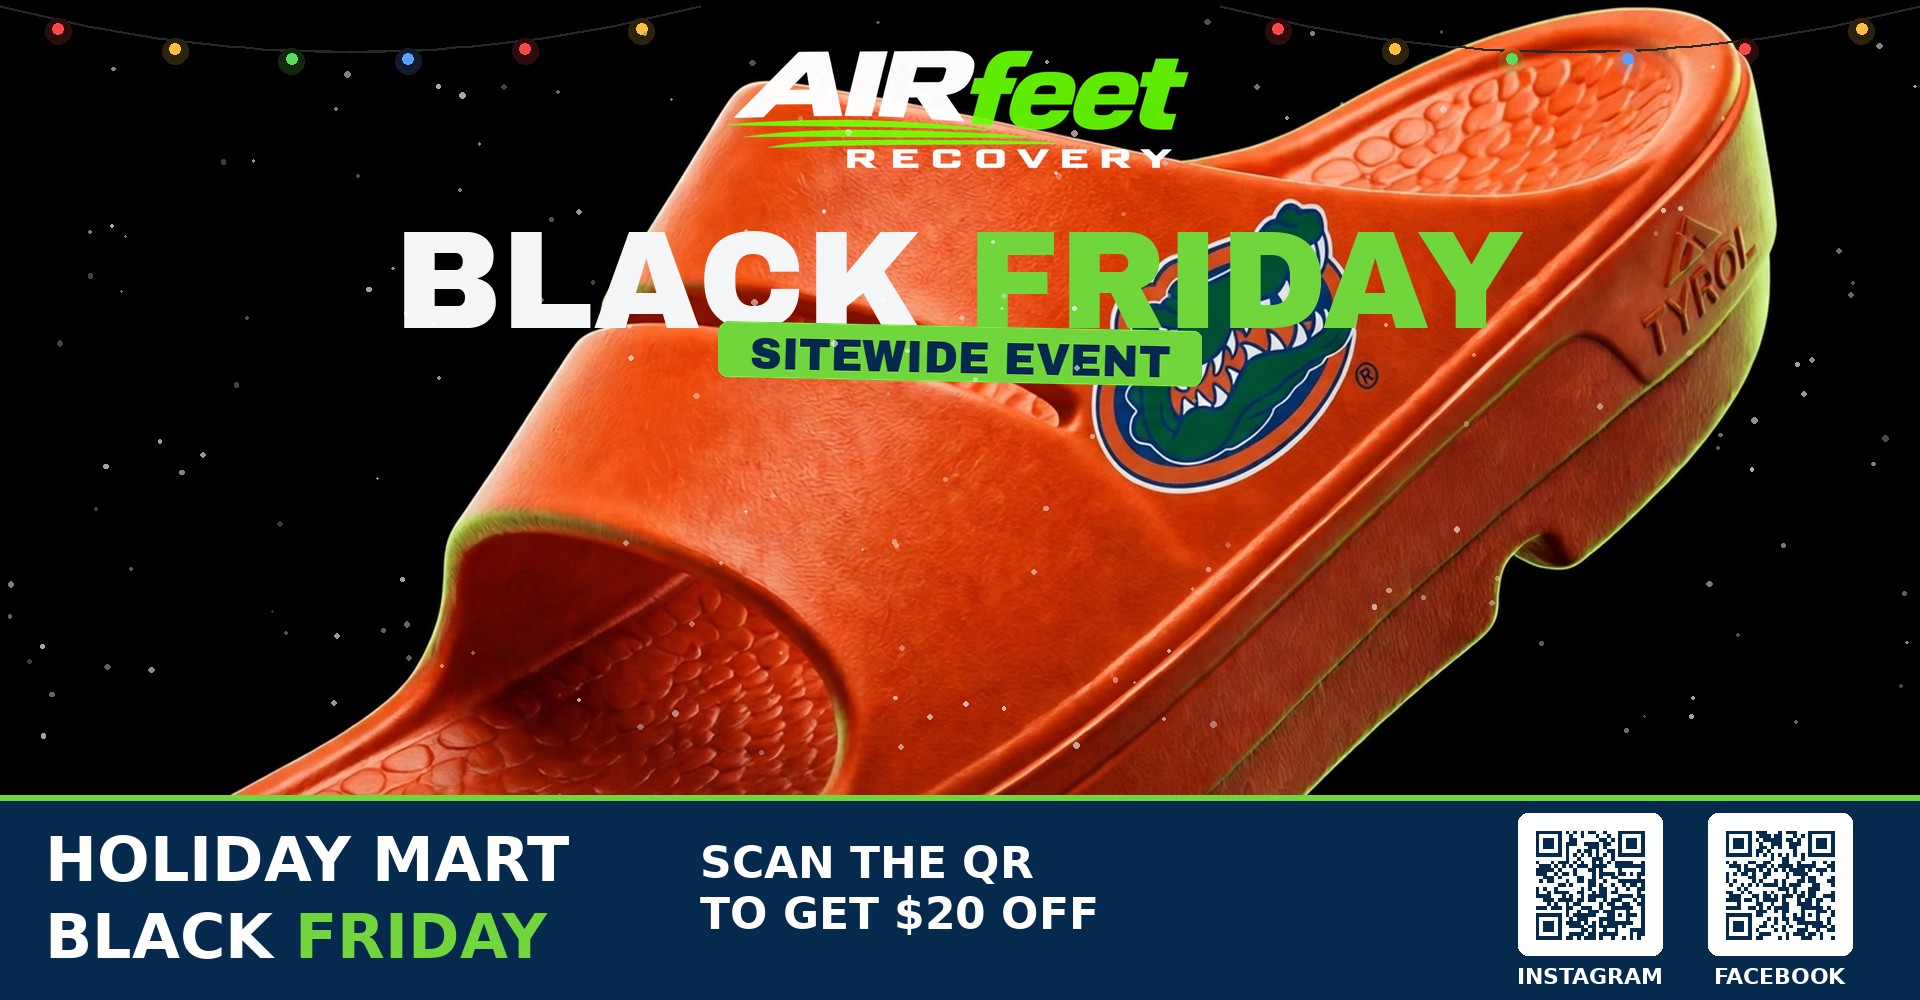 AIRfeet
RECOVERY
BLACK FRIDAY
SITEWIDE EVENT
®
TYROL
HOLIDAY MART
BLACK FRIDAY
SCAN THE QR
TO GET $20 OFF
INSTAGRAM
FACEBOOK